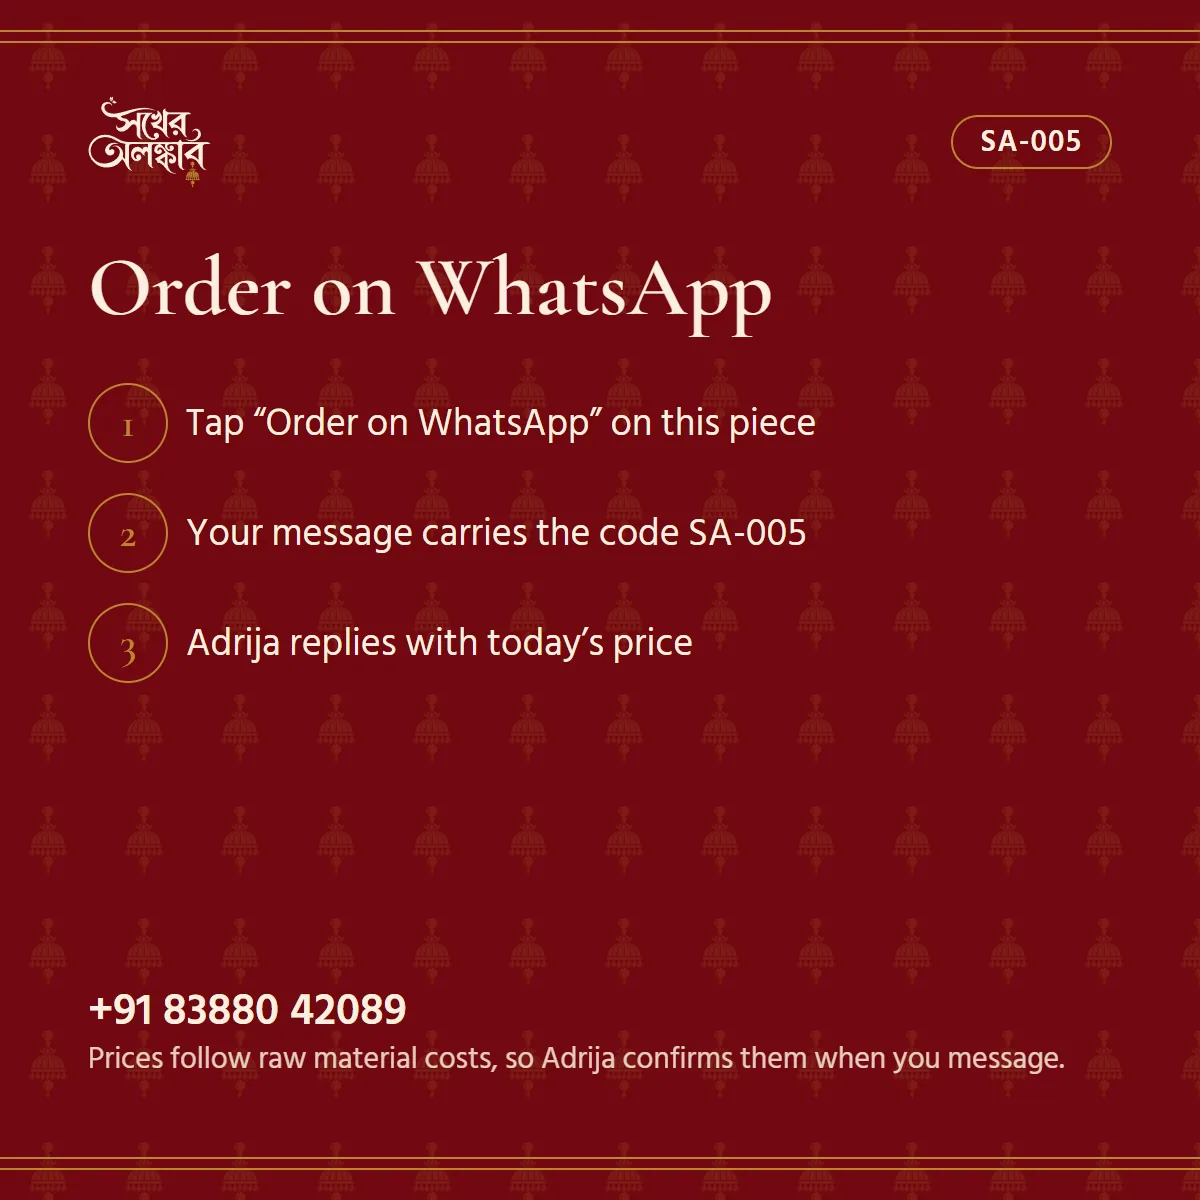 সখের
অলঙ্কার
SA-005
Order on WhatsApp
1 Tap “Order on WhatsApp” on this piece
2 Your message carries the code SA-005
3 Adrija replies with today’s price
+91 83880 42089
Prices follow raw material costs, so Adrija confirms them when you message.